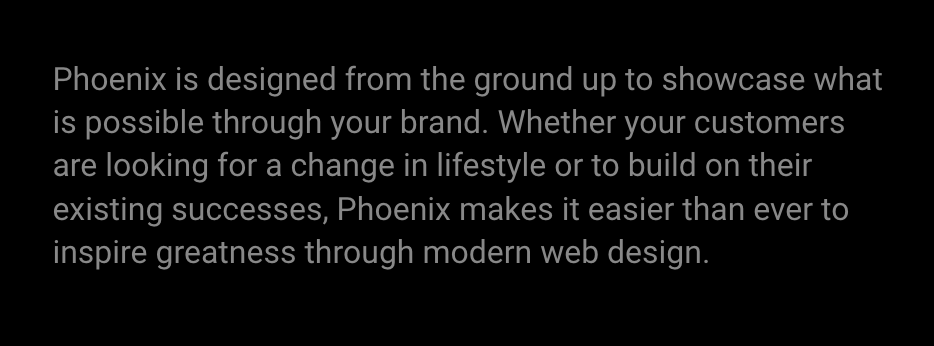 Phoenix is designed from the ground up to showcase what
is possible through your brand. Whether your customers
are looking for a change in lifestyle or to build on their
existing successes, Phoenix makes it easier than ever to
inspire greatness through modern web design.